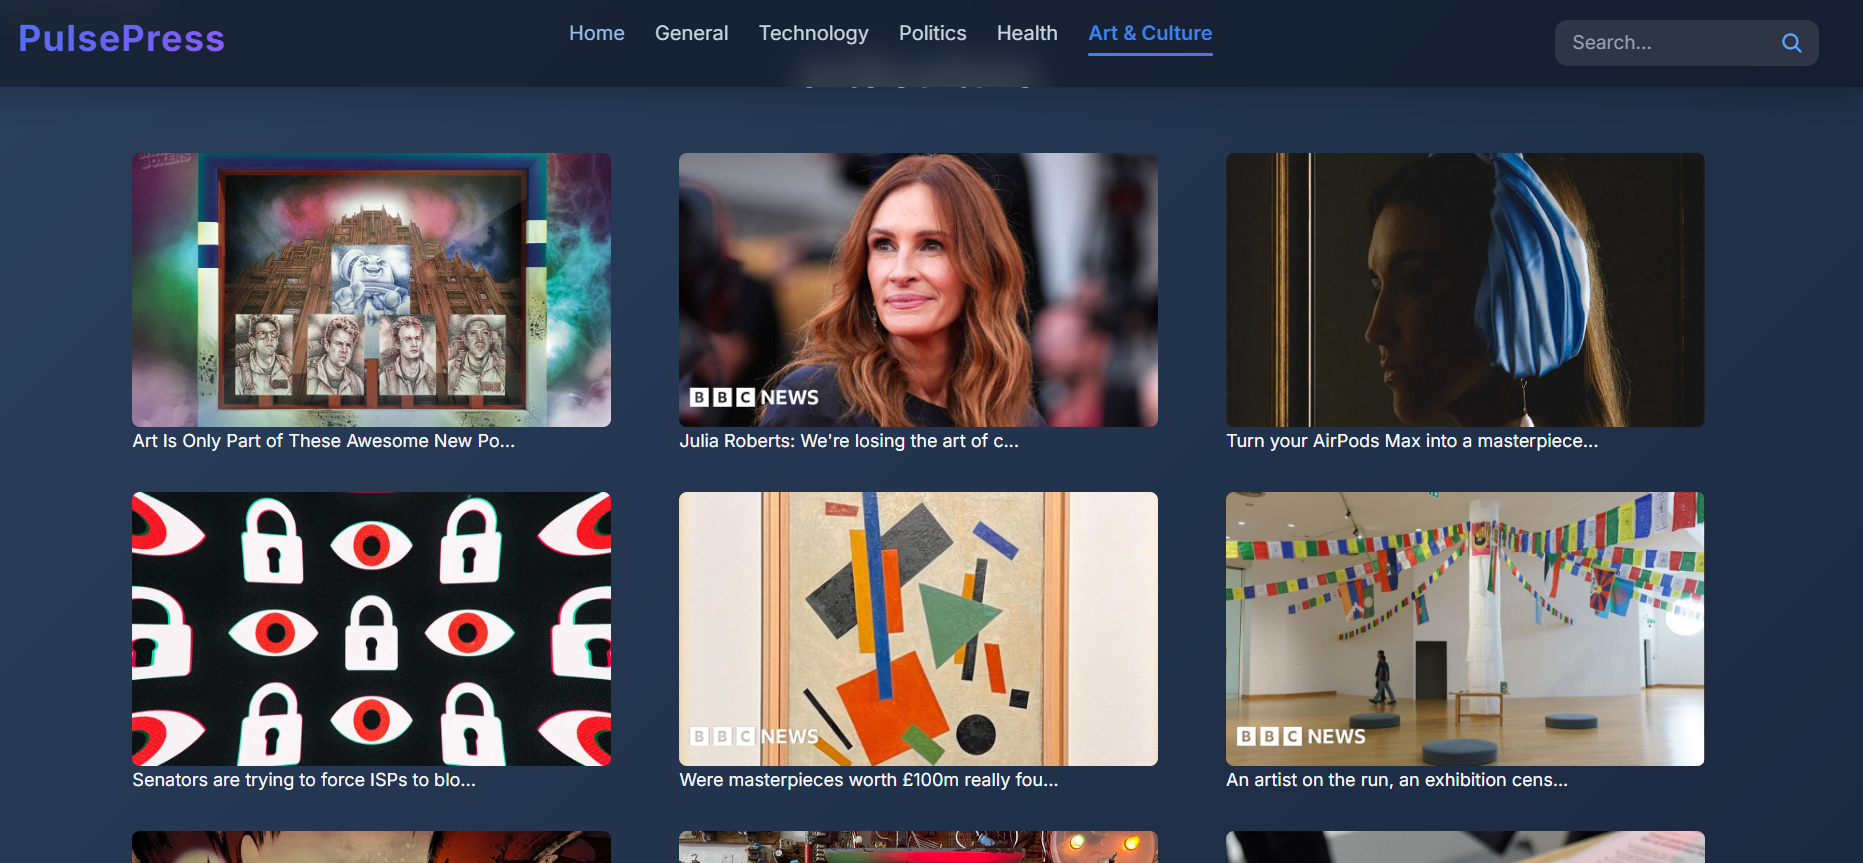 PulsePress
Home General Technology Politics Health Art & Culture
Search...
BOXERS
Art Is Only Part of These Awesome New Po...
BBC NEWS
Julia Roberts: We're losing the art of c...
Turn your AirPods Max into a masterpiece...
Senators are trying to force ISPs to blo...
BBC NEWS
Were masterpieces worth £100m really fou...
BBC NEWS
An artist on the run, an exhibition cens...